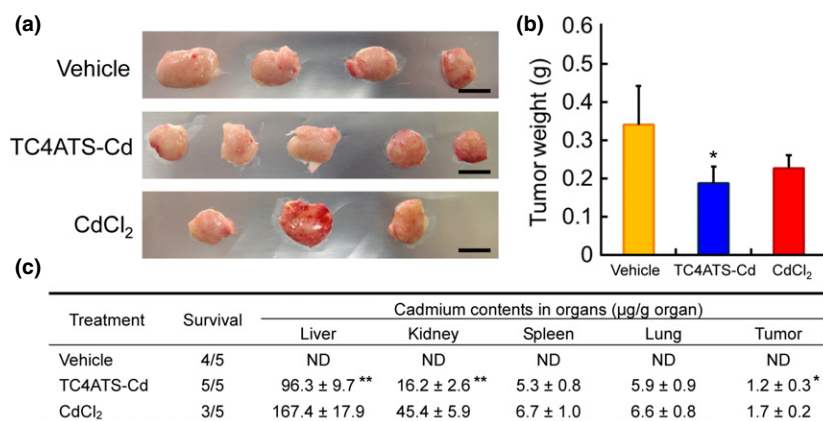 (a)
Vehicle
TC4ATS-Cd
CdCl₂
(b)
Tumor weight (g)
0.6
0.5
0.4
0.3
0.2
0.1
0
*
Vehicle TC4ATS-Cd CdCl₂
(c)
Cadmium contents in organs (µg/g organ)
Treatment Survival Liver Kidney Spleen Lung Tumor
Vehicle 4/5 ND ND ND ND ND
TC4ATS-Cd 5/5 96.3 ± 9.7 ** 16.2 ± 2.6 ** 5.3 ± 0.8 5.9 ± 0.9 1.2 ± 0.3 *
CdCl₂ 3/5 167.4 ± 17.9 45.4 ± 5.9 6.7 ± 1.0 6.6 ± 0.8 1.7 ± 0.2